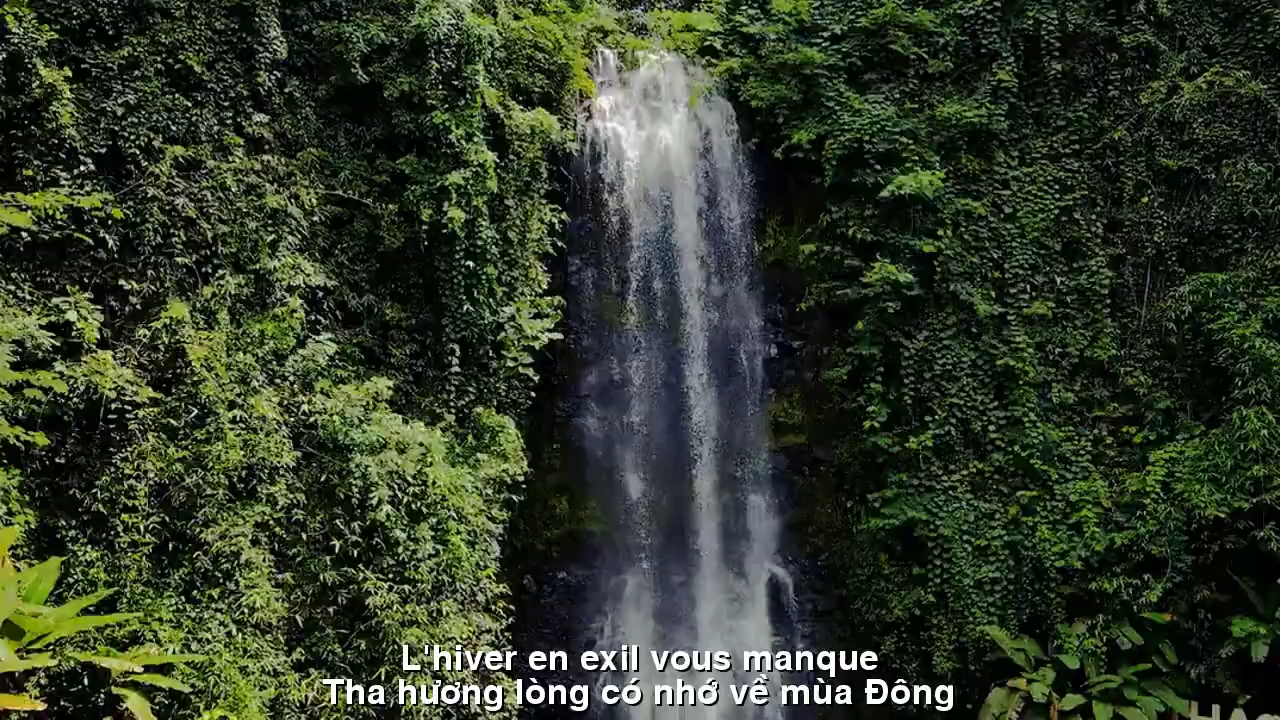 L'hiver en exil vous manque
Tha hương lòng có nhớ về mùa Đông